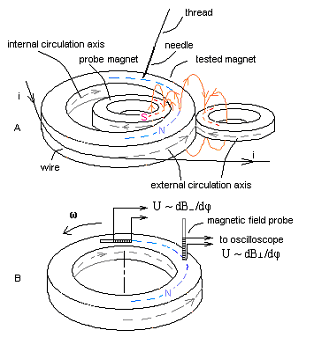 thread
internal circulation axis
needle
probe magnet
tested magnet
i
S
N
A
wire
i
external circulation axis
U ~ dB₋/dφ
ω
magnetic field probe
to oscilloscope
U ~ dB⊥/dφ
B
N